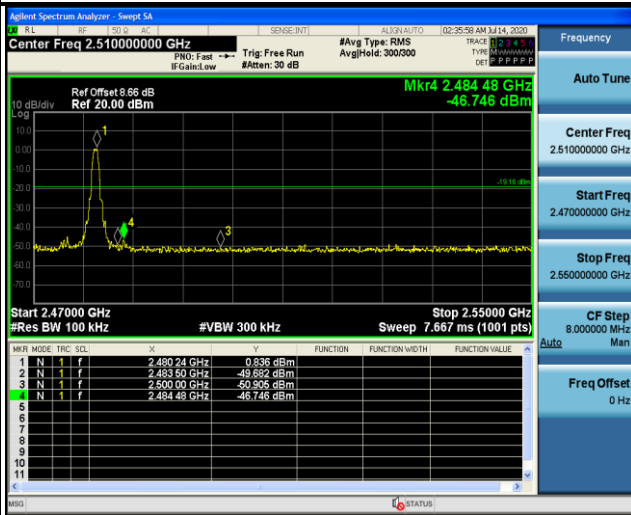 Agilent Spectrum Analyzer - Swept SA
RL RF 50 Ω AC SENSE:INT ALIGN AUTO 02:35:58 AM Jul 14, 2020
Center Freq 2.510000000 GHz
PNO: Fast Trig: Free Run
IFGain:Low #Atten: 30 dB
#Avg Type: RMS
Avg|Hold: 300/300
TRACE 1 2 3 4 5 6
TYPE M
DET P P P P P P
Mkr4 2.484 48 GHz
-46.746 dBm
Ref Offset 8.66 dB
10 dB/div Ref 20.00 dBm
Log
10.0
0.00
-10.0
-20.0
-30.0
-40.0
-50.0
-60.0
-70.0
1
4
3
-19.16 dBm
Start 2.47000 GHz Stop 2.55000 GHz
#Res BW 100 kHz #VBW 300 kHz Sweep 7.667 ms (1001 pts)
MKR MODE TRC SCL X Y FUNCTION FUNCTION WIDTH FUNCTION VALUE
1 N 1 f 2.480 24 GHz 0.836 dBm
2 N 1 f 2.483 50 GHz -49.682 dBm
3 N 1 f 2.500 00 GHz -50.905 dBm
4 N 1 f 2.484 48 GHz -46.746 dBm
5
6
7
8
9
10
11
MSG STATUS
Frequency
Auto Tune
Center Freq
2.510000000 GHz
Start Freq
2.470000000 GHz
Stop Freq
2.550000000 GHz
CF Step
8.000000 MHz
Auto Man
Freq Offset
0 Hz